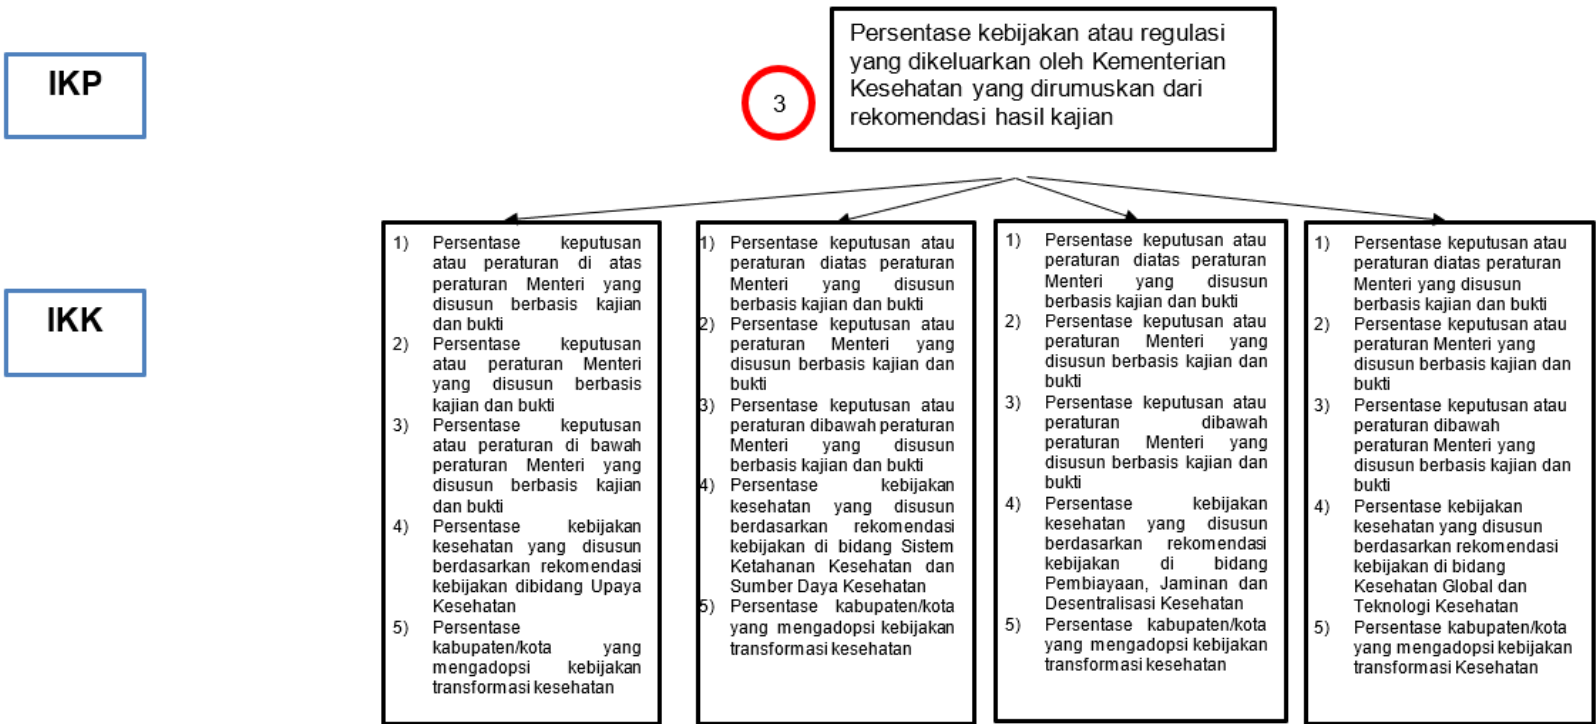 IKP
3
Persentase kebijakan atau regulasi
yang dikeluarkan oleh Kementerian
Kesehatan yang dirumuskan dari
rekomendasi hasil kajian
IKK
1) Persentase keputusan
atau peraturan di atas
peraturan Menteri yang
disusun berbasis kajian
dan bukti
2) Persentase keputusan
atau peraturan Menteri
yang disusun berbasis
kajian dan bukti
3) Persentase keputusan
atau peraturan di bawah
peraturan Menteri yang
disusun berbasis kajian
dan bukti
4) Persentase kebijakan
kesehatan yang disusun
berdasarkan rekomendasi
kebijakan dibidang Upaya
Kesehatan
5) Persentase
kabupaten/kota yang
mengadopsi kebijakan
transformasi kesehatan
1) Persentase keputusan atau
peraturan diatas peraturan
Menteri yang disusun
berbasis kajian dan bukti
2) Persentase keputusan atau
peraturan Menteri yang
disusun berbasis kajian dan
bukti
3) Persentase keputusan atau
peraturan dibawah peraturan
Menteri yang disusun
berbasis kajian dan bukti
4) Persentase kebijakan
kesehatan yang disusun
berdasarkan rekomendasi
kebijakan di bidang Sistem
Ketahanan Kesehatan dan
Sumber Daya Kesehatan
5) Persentase kabupaten/kota
yang mengadopsi kebijakan
transformasi kesehatan
1) Persentase keputusan atau
peraturan diatas peraturan
Menteri yang disusun
berbasis kajian dan bukti
2) Persentase keputusan atau
peraturan Menteri yang
disusun berbasis kajian dan
bukti
3) Persentase keputusan atau
peraturan dibawah
peraturan Menteri yang
disusun berbasis kajian dan
bukti
4) Persentase kebijakan
kesehatan yang disusun
berdasarkan rekomendasi
kebijakan di bidang
Pembiayaan, Jaminan dan
Desentralisasi Kesehatan
5) Persentase kabupaten/kota
yang mengadopsi kebijakan
transformasi kesehatan
1) Persentase keputusan atau
peraturan diatas peraturan
Menteri yang disusun
berbasis kajian dan bukti
2) Persentase keputusan atau
peraturan Menteri yang
disusun berbasis kajian dan
bukti
3) Persentase keputusan atau
peraturan dibawah
peraturan Menteri yang
disusun berbasis kajian dan
bukti
4) Persentase kebijakan
kesehatan yang disusun
berdasarkan rekomendasi
kebijakan di bidang
Kesehatan Global dan
Teknologi Kesehatan
5) Persentase kabupaten/kota
yang mengadopsi kebijakan
transformasi Kesehatan